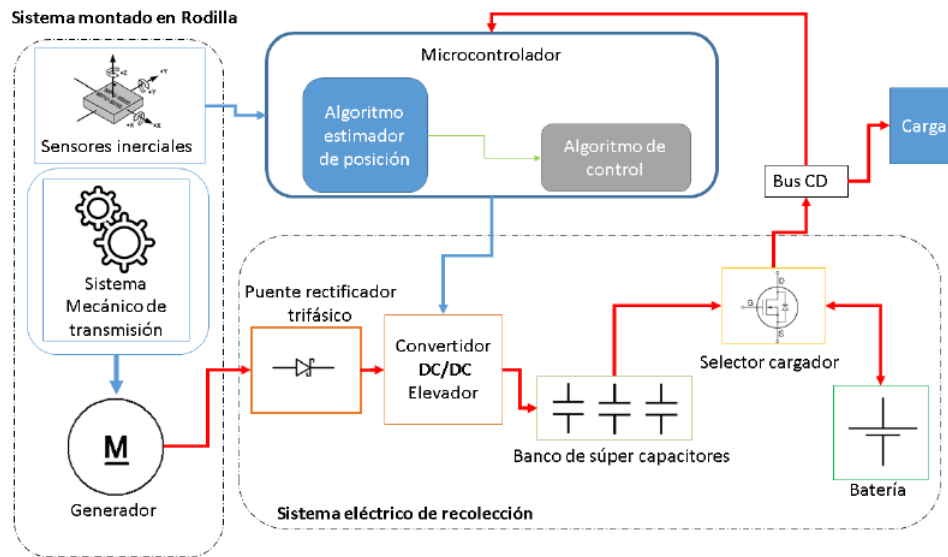 Sistema montado en Rodilla
Microcontrolador
+Z
+Y
+Y
+X
+X
Sensores inerciales
Algoritmo
estimador
de posición
Algoritmo de
control
Carga
Bus CD
Sistema
Mecánico de
transmisión
Puente rectificador
trifásico
Convertidor
DC/DC
Elevador
D
G
S
Selector cargador
M
Generador
Banco de súper capacitores
Batería
Sistema eléctrico de recolección